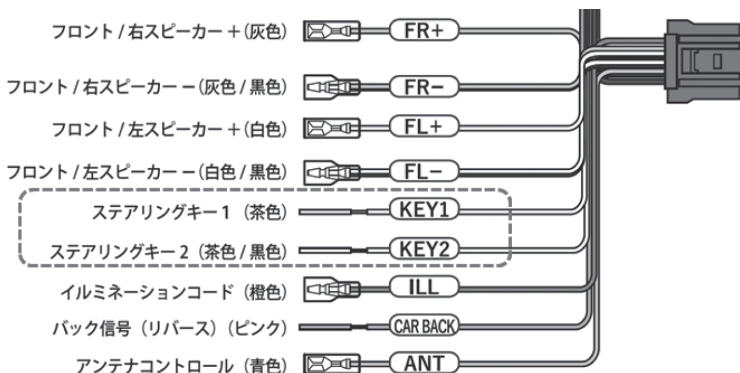 フロント / 右スピーカー +(灰色) FR+
フロント / 右スピーカー −(灰色 / 黒色) FR−
フロント / 左スピーカー +(白色) FL+
フロント / 左スピーカー −(白色 / 黒色) FL−
ステアリングキー 1 (茶色) KEY1
ステアリングキー 2 (茶色 / 黒色) KEY2
イルミネーションコード (橙色) ILL
バック信号 (リバース) (ピンク) CAR BACK
アンテナコントロール (青色) ANT